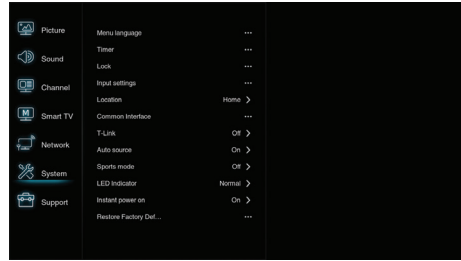 Picture
Sound
Channel
M
Smart TV
Network
System
Support
Menu language ...
Timer ...
Lock ...
Input settings ...
Location Home >
Common Interface ...
T-Link Off >
Auto source On >
Sports mode Off >
LED Indicator Normal >
Instant power on On >
Restore Factory Def... ...